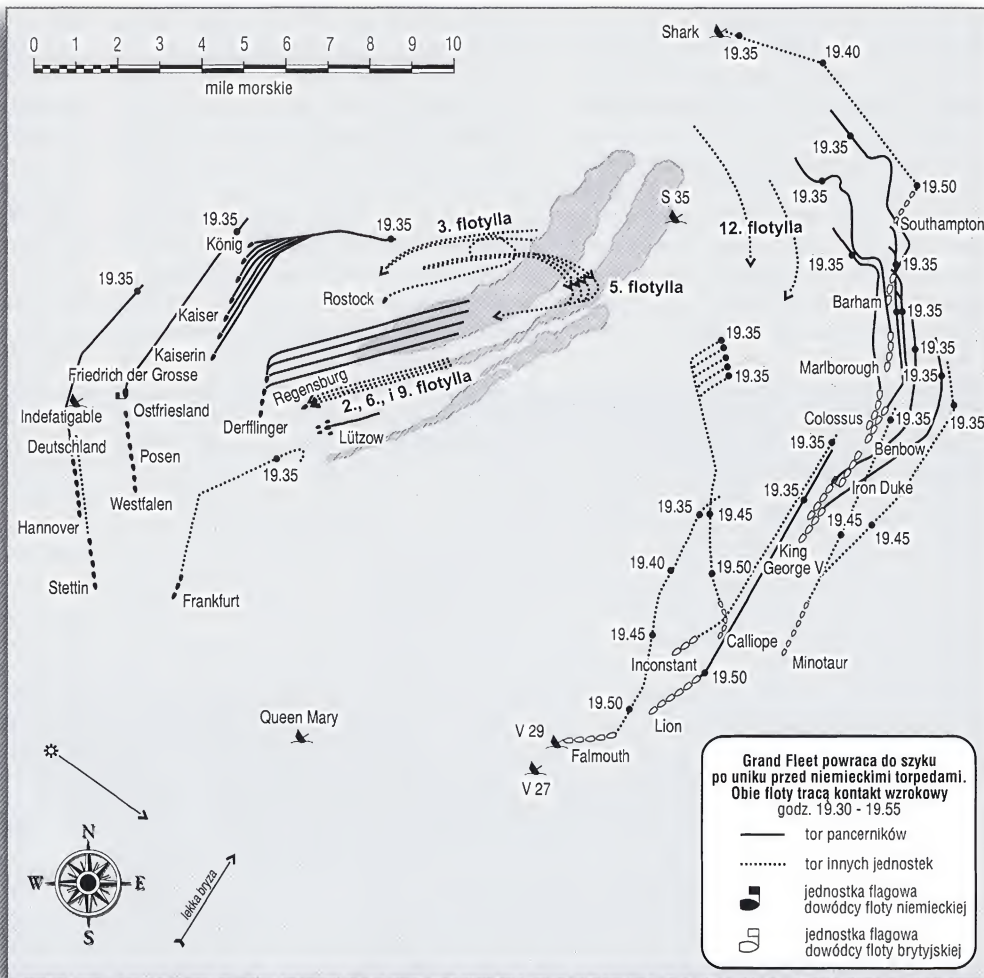 0 1 2 3 4 5 6 7 8 9 10
mile morskie
Shark
19.35
19.40
19.35
19.35
19.50
Southampton
S 35
12. flotylla
19.35
19.35
Barham
19.35
19.35
Marlborough
19.35
19.35
19.35
König
19.35
3. flotylla
19.35
Rostock
5. flotylla
Kaiser
Kaiserin
19.35
19.35
Friedrich der Grosse
Regensburg
2., 6., i 9. flotylla
Indefatigable
Ostfriesland
Derfflinger
Lützow
Deutschland
Posen
19.35
Westfalen
Hannover
Stettin
Frankfurt
Colossus
19.35
19.35
19.35
Benbow
19.35
Iron Duke
19.35
19.45
19.45
19.45
King
George V
19.40
19.50
19.45
Calliope
Inconstant
Minotaur
19.50
19.50
Lion
Queen Mary
V 29
Falmouth
V 27
N
W E
S
lekka bryza
Grand Fleet powraca do szyku
po uniku przed niemieckimi torpedami.
Obie floty tracą kontakt wzrokowy
godz. 19.30 - 19.55
tor pancerników
tor innych jednostek
jednostka flagowa
dowódcy floty niemieckiej
jednostka flagowa
dowódcy floty brytyjskiej